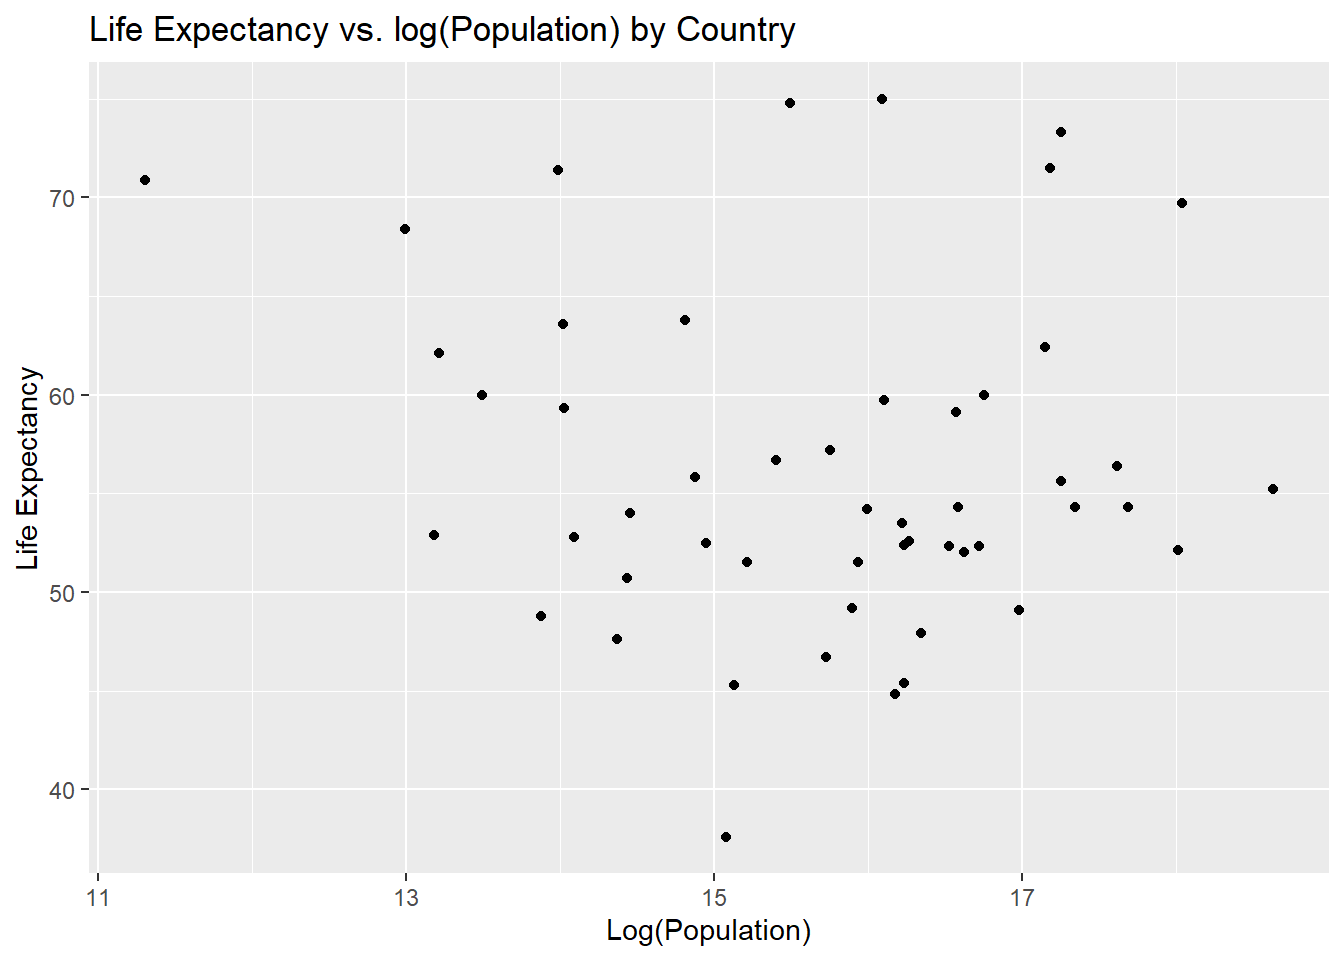 Life Expectancy vs. log(Population) by Country
Life Expectancy
70
60
50
40
11 13 15 17
Log(Population)